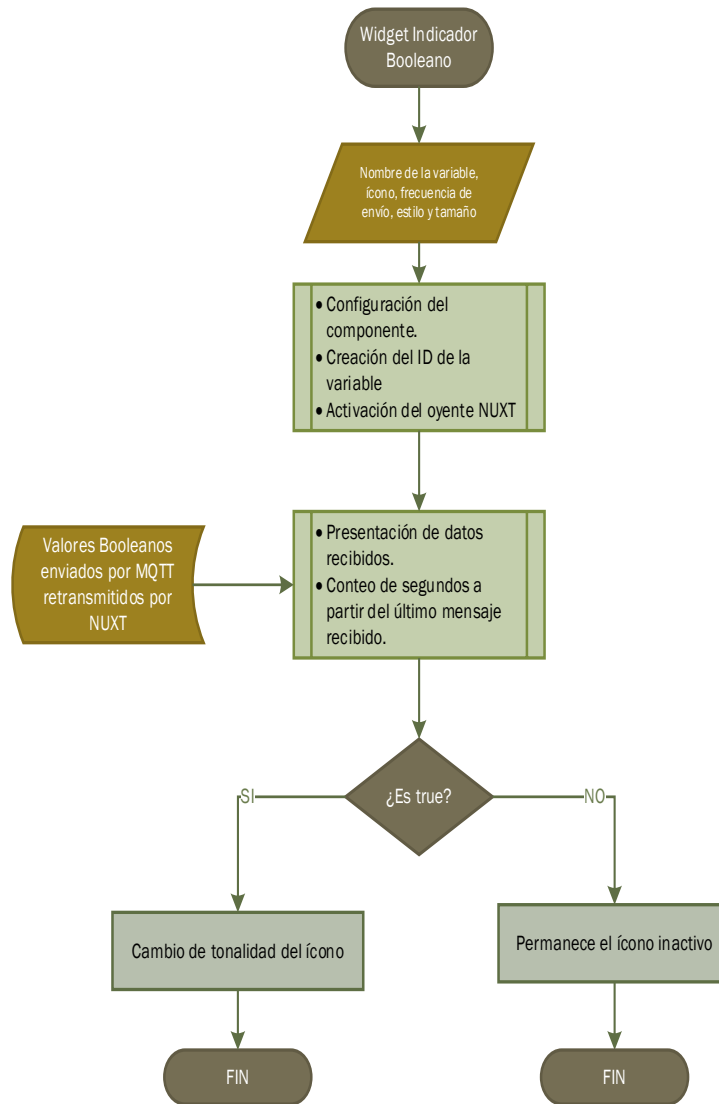 Widget Indicador
Booleano
Nombre de la variable,
ícono, frecuencia de
envío, estilo y tamaño
• Configuración del
componente.
• Creación del ID de la
variable
• Activación del oyente NUXT
Valores Booleanos
enviados por MQTT
retransmitidos por
NUXT
• Presentación de datos
recibidos.
• Conteo de segundos a
partir del último mensaje
recibido.
¿Es true?
SI
NO
Cambio de tonalidad del ícono
Permanece el ícono inactivo
FIN
FIN